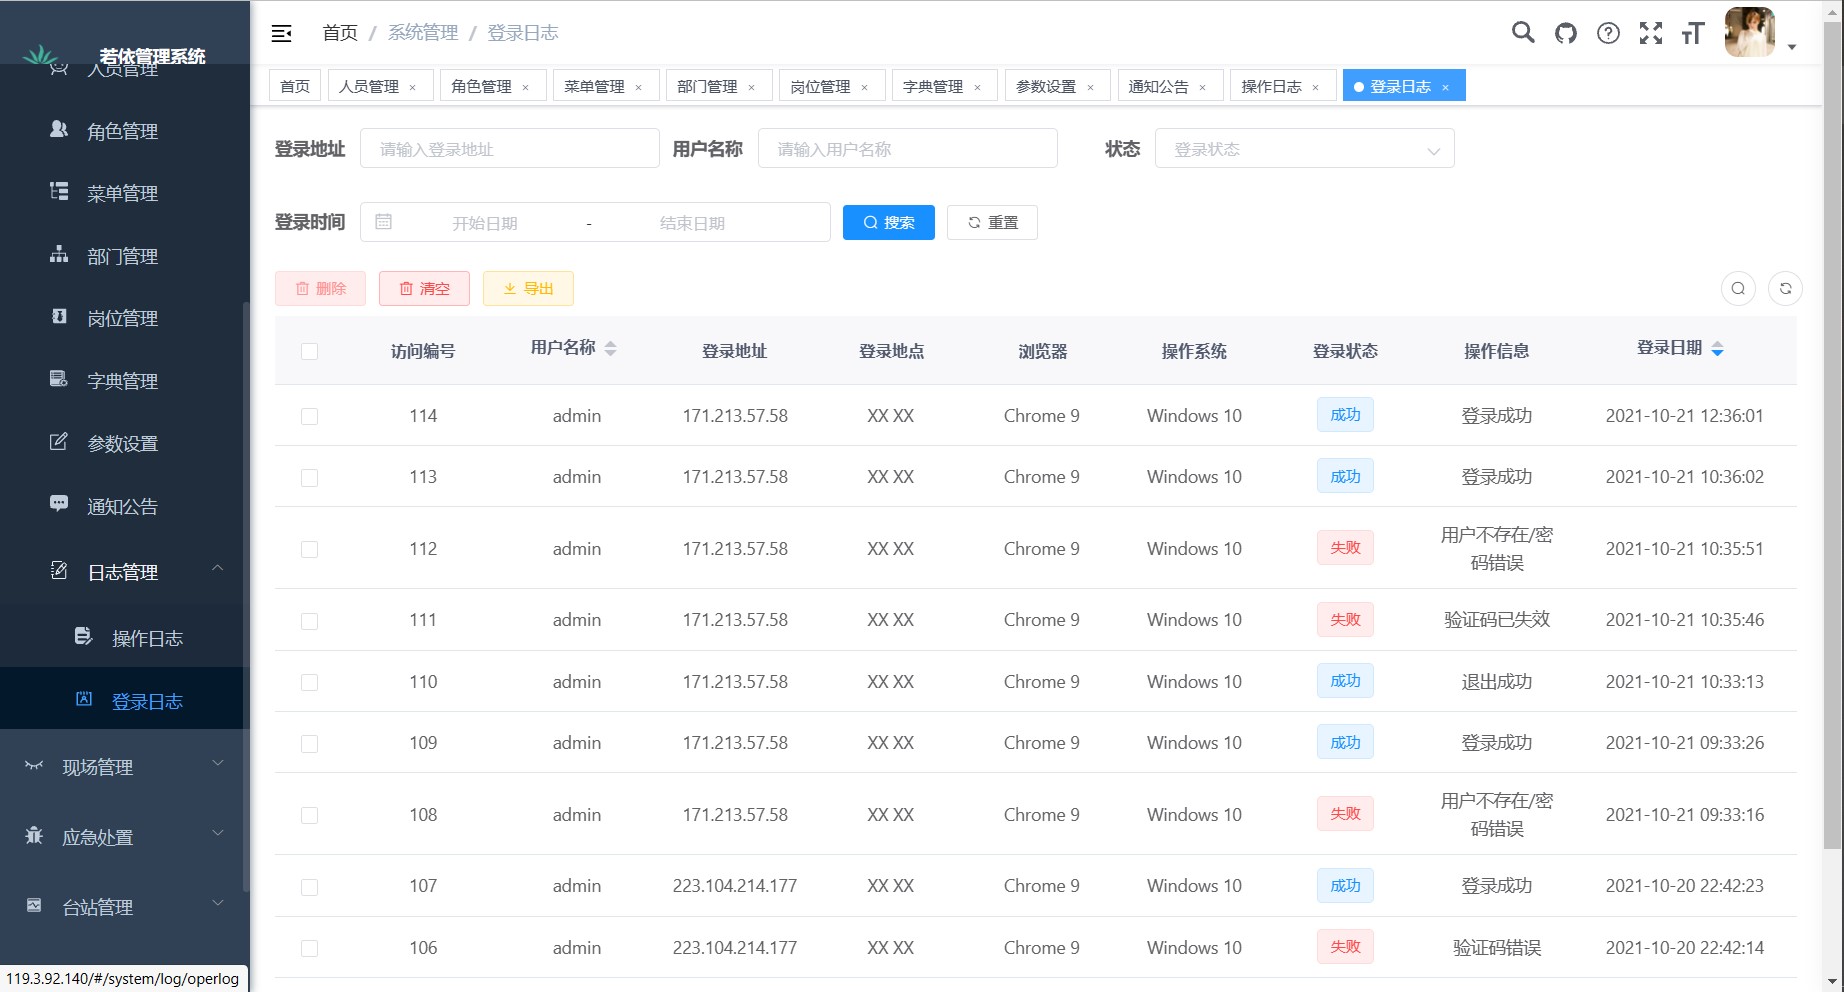 若依管理系统
人员管理
角色管理
菜单管理
部门管理
岗位管理
字典管理
参数设置
通知公告
日志管理
操作日志
登录日志
现场管理
应急处置
台站管理
119.3.92.140/#/system/log/operlog
首页 / 系统管理 / 登录日志
首页 人员管理 × 角色管理 × 菜单管理 × 部门管理 × 岗位管理 × 字典管理 × 参数设置 × 通知公告 × 操作日志 × 登录日志 ×
登录地址 请输入登录地址 用户名称 请输入用户名称 状态 登录状态
登录时间 开始日期 - 结束日期 搜索 重置
删除 清空 导出
访问编号 用户名称 登录地址 登录地点 浏览器 操作系统 登录状态 操作信息 登录日期
114 admin 171.213.57.58 XX XX Chrome 9 Windows 10 成功 登录成功 2021-10-21 12:36:01
113 admin 171.213.57.58 XX XX Chrome 9 Windows 10 成功 登录成功 2021-10-21 10:36:02
112 admin 171.213.57.58 XX XX Chrome 9 Windows 10 失败 用户不存在/密
码错误 2021-10-21 10:35:51
111 admin 171.213.57.58 XX XX Chrome 9 Windows 10 失败 验证码已失效 2021-10-21 10:35:46
110 admin 171.213.57.58 XX XX Chrome 9 Windows 10 成功 退出成功 2021-10-21 10:33:13
109 admin 171.213.57.58 XX XX Chrome 9 Windows 10 成功 登录成功 2021-10-21 09:33:26
108 admin 171.213.57.58 XX XX Chrome 9 Windows 10 失败 用户不存在/密
码错误 2021-10-21 09:33:16
107 admin 223.104.214.177 XX XX Chrome 9 Windows 10 成功 登录成功 2021-10-20 22:42:23
106 admin 223.104.214.177 XX XX Chrome 9 Windows 10 失败 验证码错误 2021-10-20 22:42:14